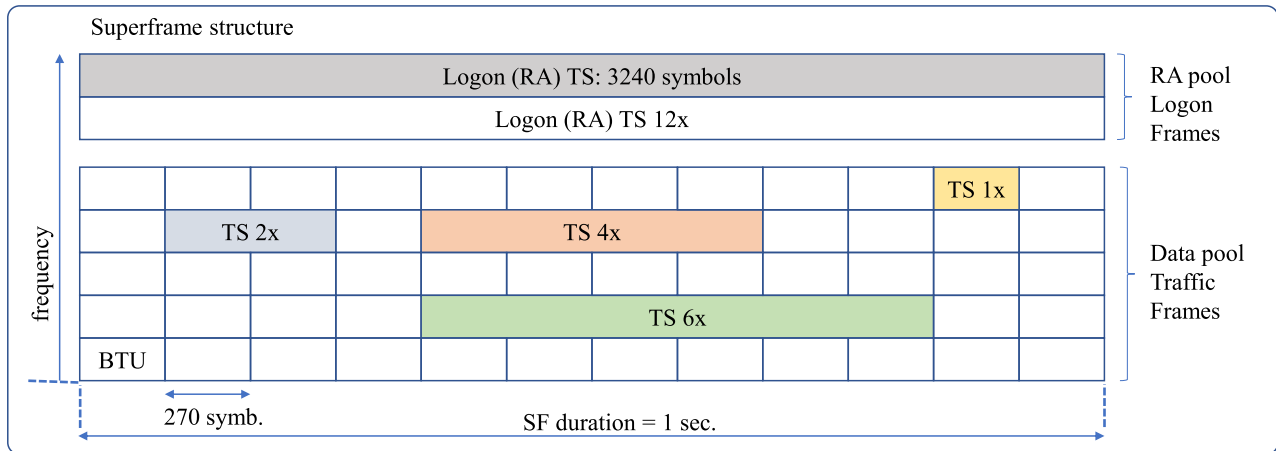 Superframe structure
Logon (RA) TS: 3240 symbols
Logon (RA) TS 12x
RA pool
Logon
Frames
frequency
TS 1x
TS 2x
TS 4x
TS 6x
BTU
Data pool
Traffic
Frames
270 symb.
SF duration = 1 sec.